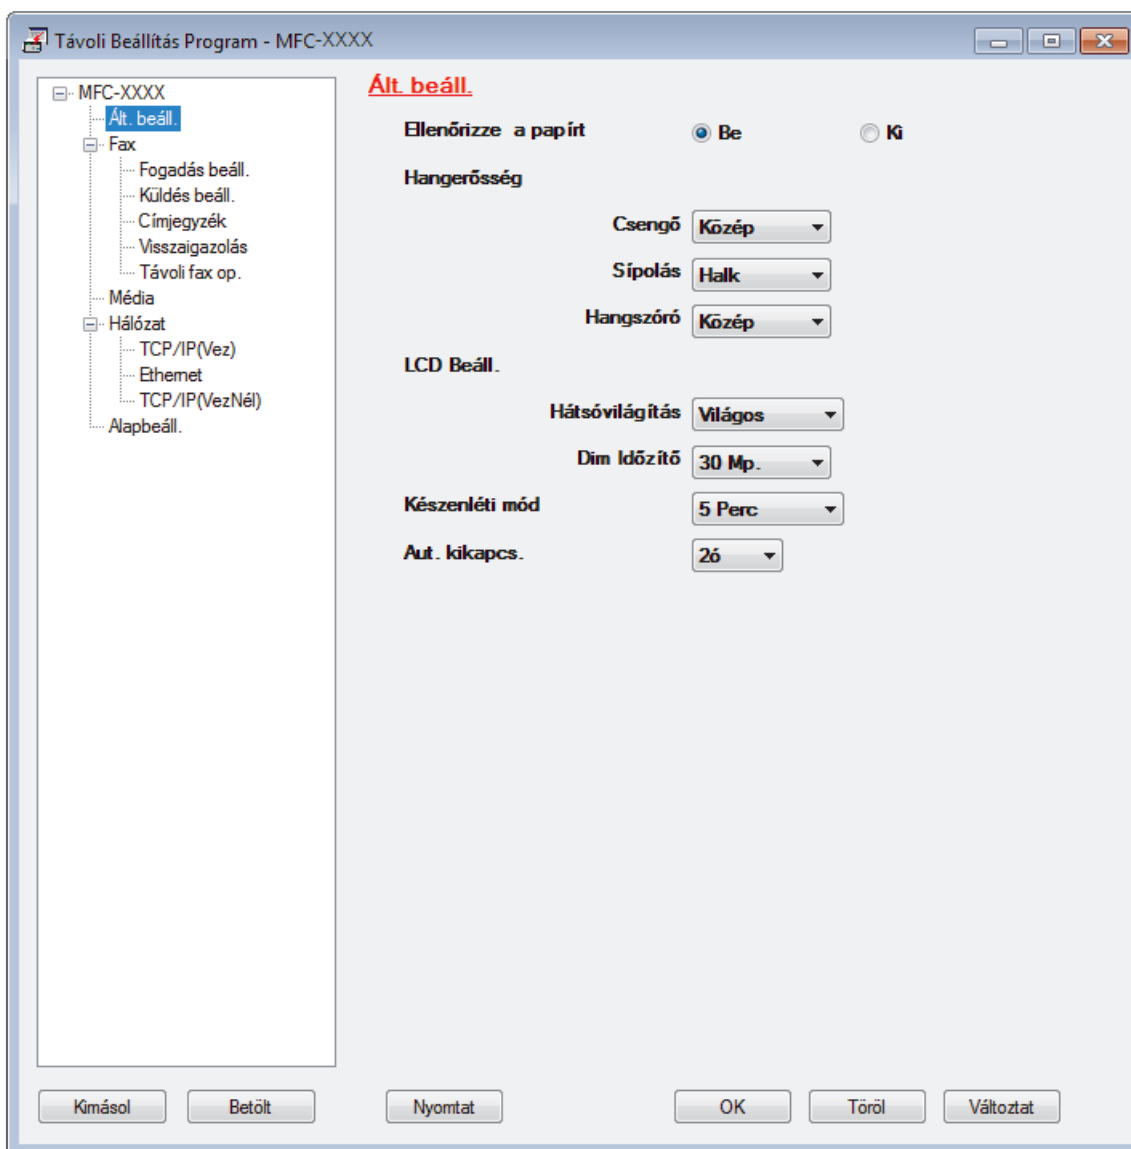 Távoli Beállítás Program - MFC-XXXX
MFC-XXXX
Ált. beáll.
Fax
Fogadás beáll.
Küldés beáll.
Címjegyzék
Visszaigazolás
Távoli fax op.
Média
Hálózat
TCP/IP(Vez)
Ethernet
TCP/IP(VezNél)
Alapbeáll.
Ált. beáll.
Ellenőrizze a papírt Be Ki
Hangerősség
Csengő Közép
Sípolás Halk
Hangszóró Közép
LCD Beáll.
Hátsóvilágítás Világos
Dim Időzítő 30 Mp.
Készenléti mód 5 Perc
Aut. kikapcs. 2ó
Kimásol Betölt Nyomtat OK Töröl Változtat